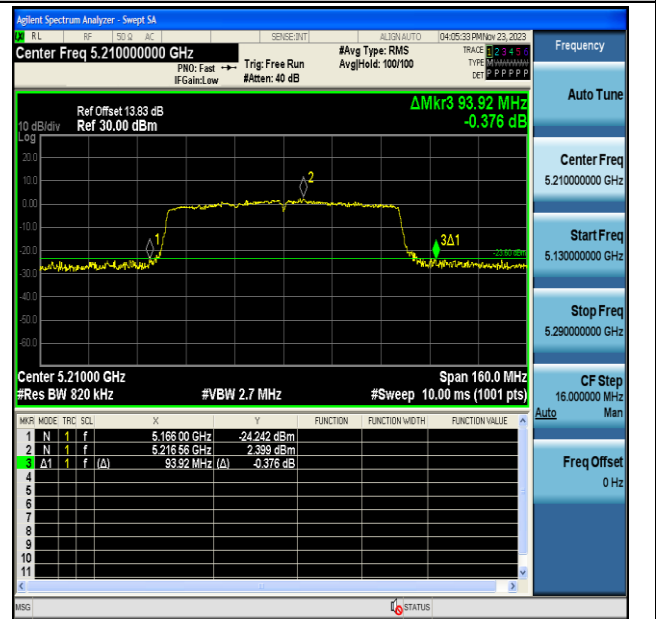 Agilent Spectrum Analyzer - Swept SA
RL RF 50 Ω AC SENSE:INT ALIGN AUTO 04:05:33 PM Nov 23, 2023
Center Freq 5.210000000 GHz
PNO: Fast
IFGain:Low
Trig: Free Run
#Atten: 40 dB
#Avg Type: RMS
Avg|Hold: 100/100
TRACE 1 2 3 4 5 6
TYPE M W W W W W
DET P P P P P P
Ref Offset 13.83 dB
10 dB/div Ref 30.00 dBm
Log
ΔMkr3 93.92 MHz
-0.376 dB
20.0
10.0
0.00
-10.0
-20.0
-30.0
-40.0
-50.0
-60.0
1
2
3Δ1
-23.60 dBm
Center 5.21000 GHz Span 160.0 MHz
#Res BW 820 kHz #VBW 2.7 MHz #Sweep 10.00 ms (1001 pts)
MKR MODE TRC SCL X Y FUNCTION FUNCTION WIDTH FUNCTION VALUE
1 N 1 f 5.166 00 GHz -24.242 dBm
2 N 1 f 5.216 56 GHz 2.399 dBm
3 Δ1 1 f (Δ) 93.92 MHz (Δ) -0.376 dB
4
5
6
7
8
9
10
11
MSG STATUS
Frequency
Auto Tune
Center Freq
5.210000000 GHz
Start Freq
5.130000000 GHz
Stop Freq
5.290000000 GHz
CF Step
16.000000 MHz
Auto Man
Freq Offset
0 Hz